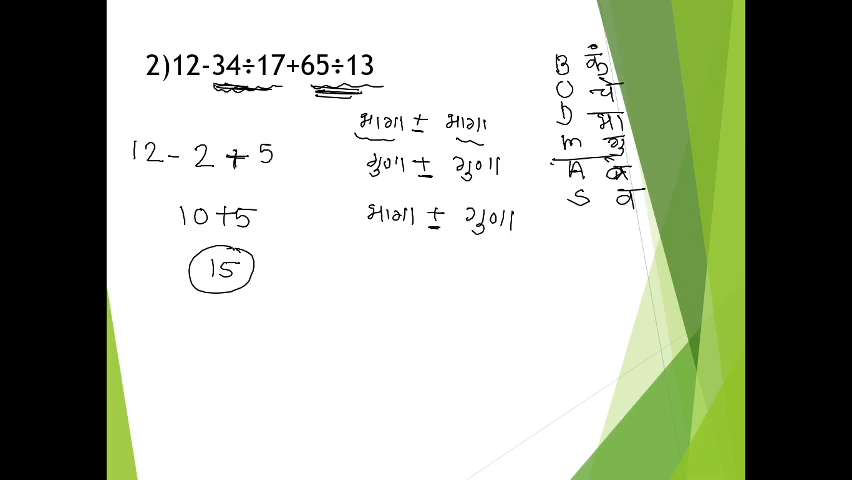 2)12-34÷17+65÷13
12 - 2 + 5
10+5
15
भागा ± भागा
गुणा ± गुणा
भागा ± गुणा
B कं
O चे
D भा
M गु
A बे
S व